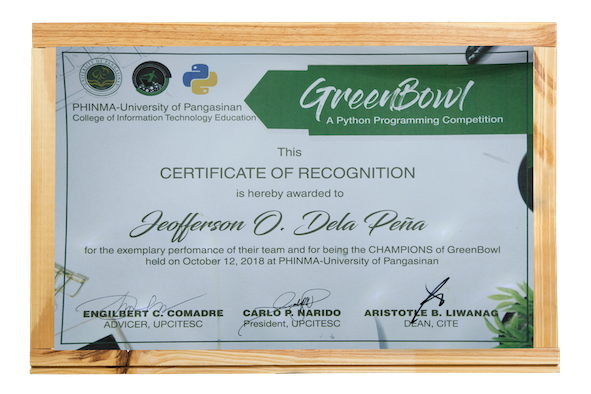 PHINMA-University of Pangasinan
College of Information Technology Education
GreenBowl
A Python Programming Competition
This
CERTIFICATE OF RECOGNITION
is hereby awarded to
Jeofferson O. Dela Peña
for the exemplary perfomance of their team and for being the CHAMPIONS of GreenBowl
held on October 12, 2018 at PHINMA-University of Pangasinan
ENGILBERT C. COMADRE
ADVICER, UPCITESC
CARLO P. NARIDO
President, UPCITESC
ARISTOTLE B. LIWANAG
DEAN, CITE